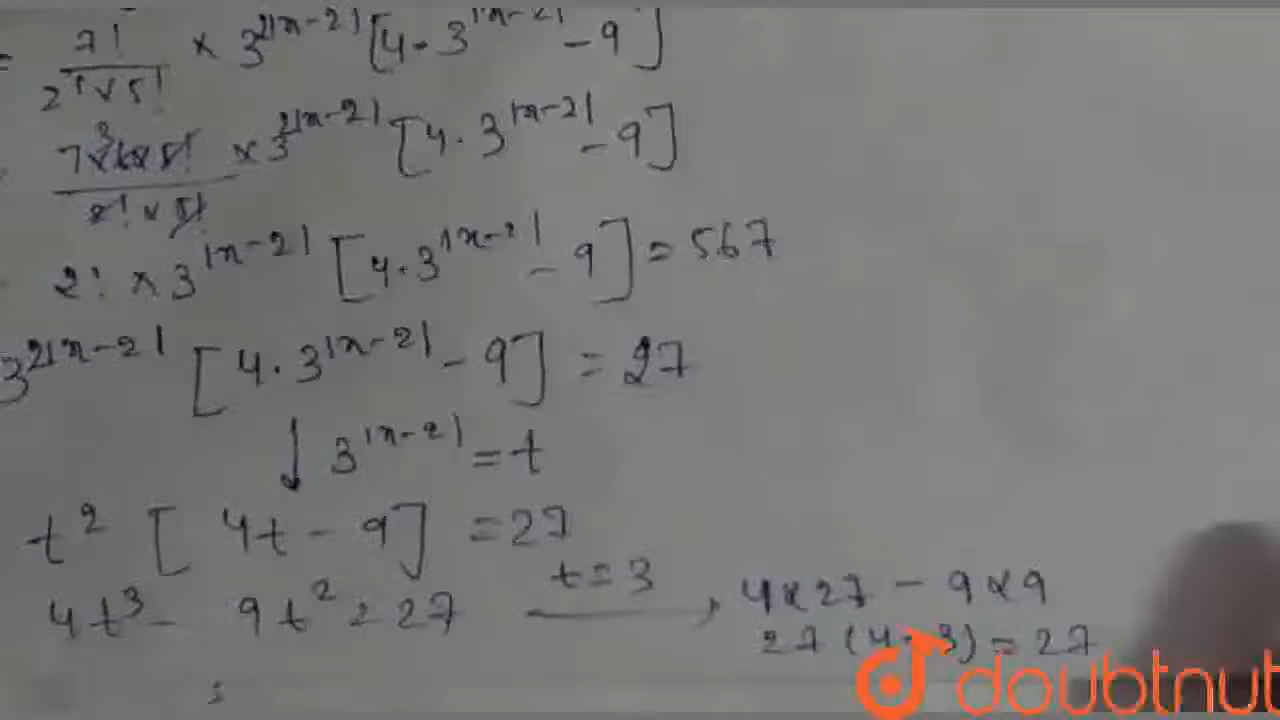 = 7! / 2! × 5! × 3^2|x-2| [4 · 3^|x-2| - 9]
7×6×5! / 2! × 5! × 3^2|x-2| [4 · 3^|x-2| - 9]
21 × 3^|x-2| [4 · 3^|x-2| - 9] = 567
3^2|x-2| [4 · 3^|x-2| - 9] = 27
↓ 3^|x-2| = t
t^2 [4t - 9] = 27
4t^3 - 9t^2 = 27 t = 3 → 4×27 - 9×9
27(4-3) = 27
doubtnut